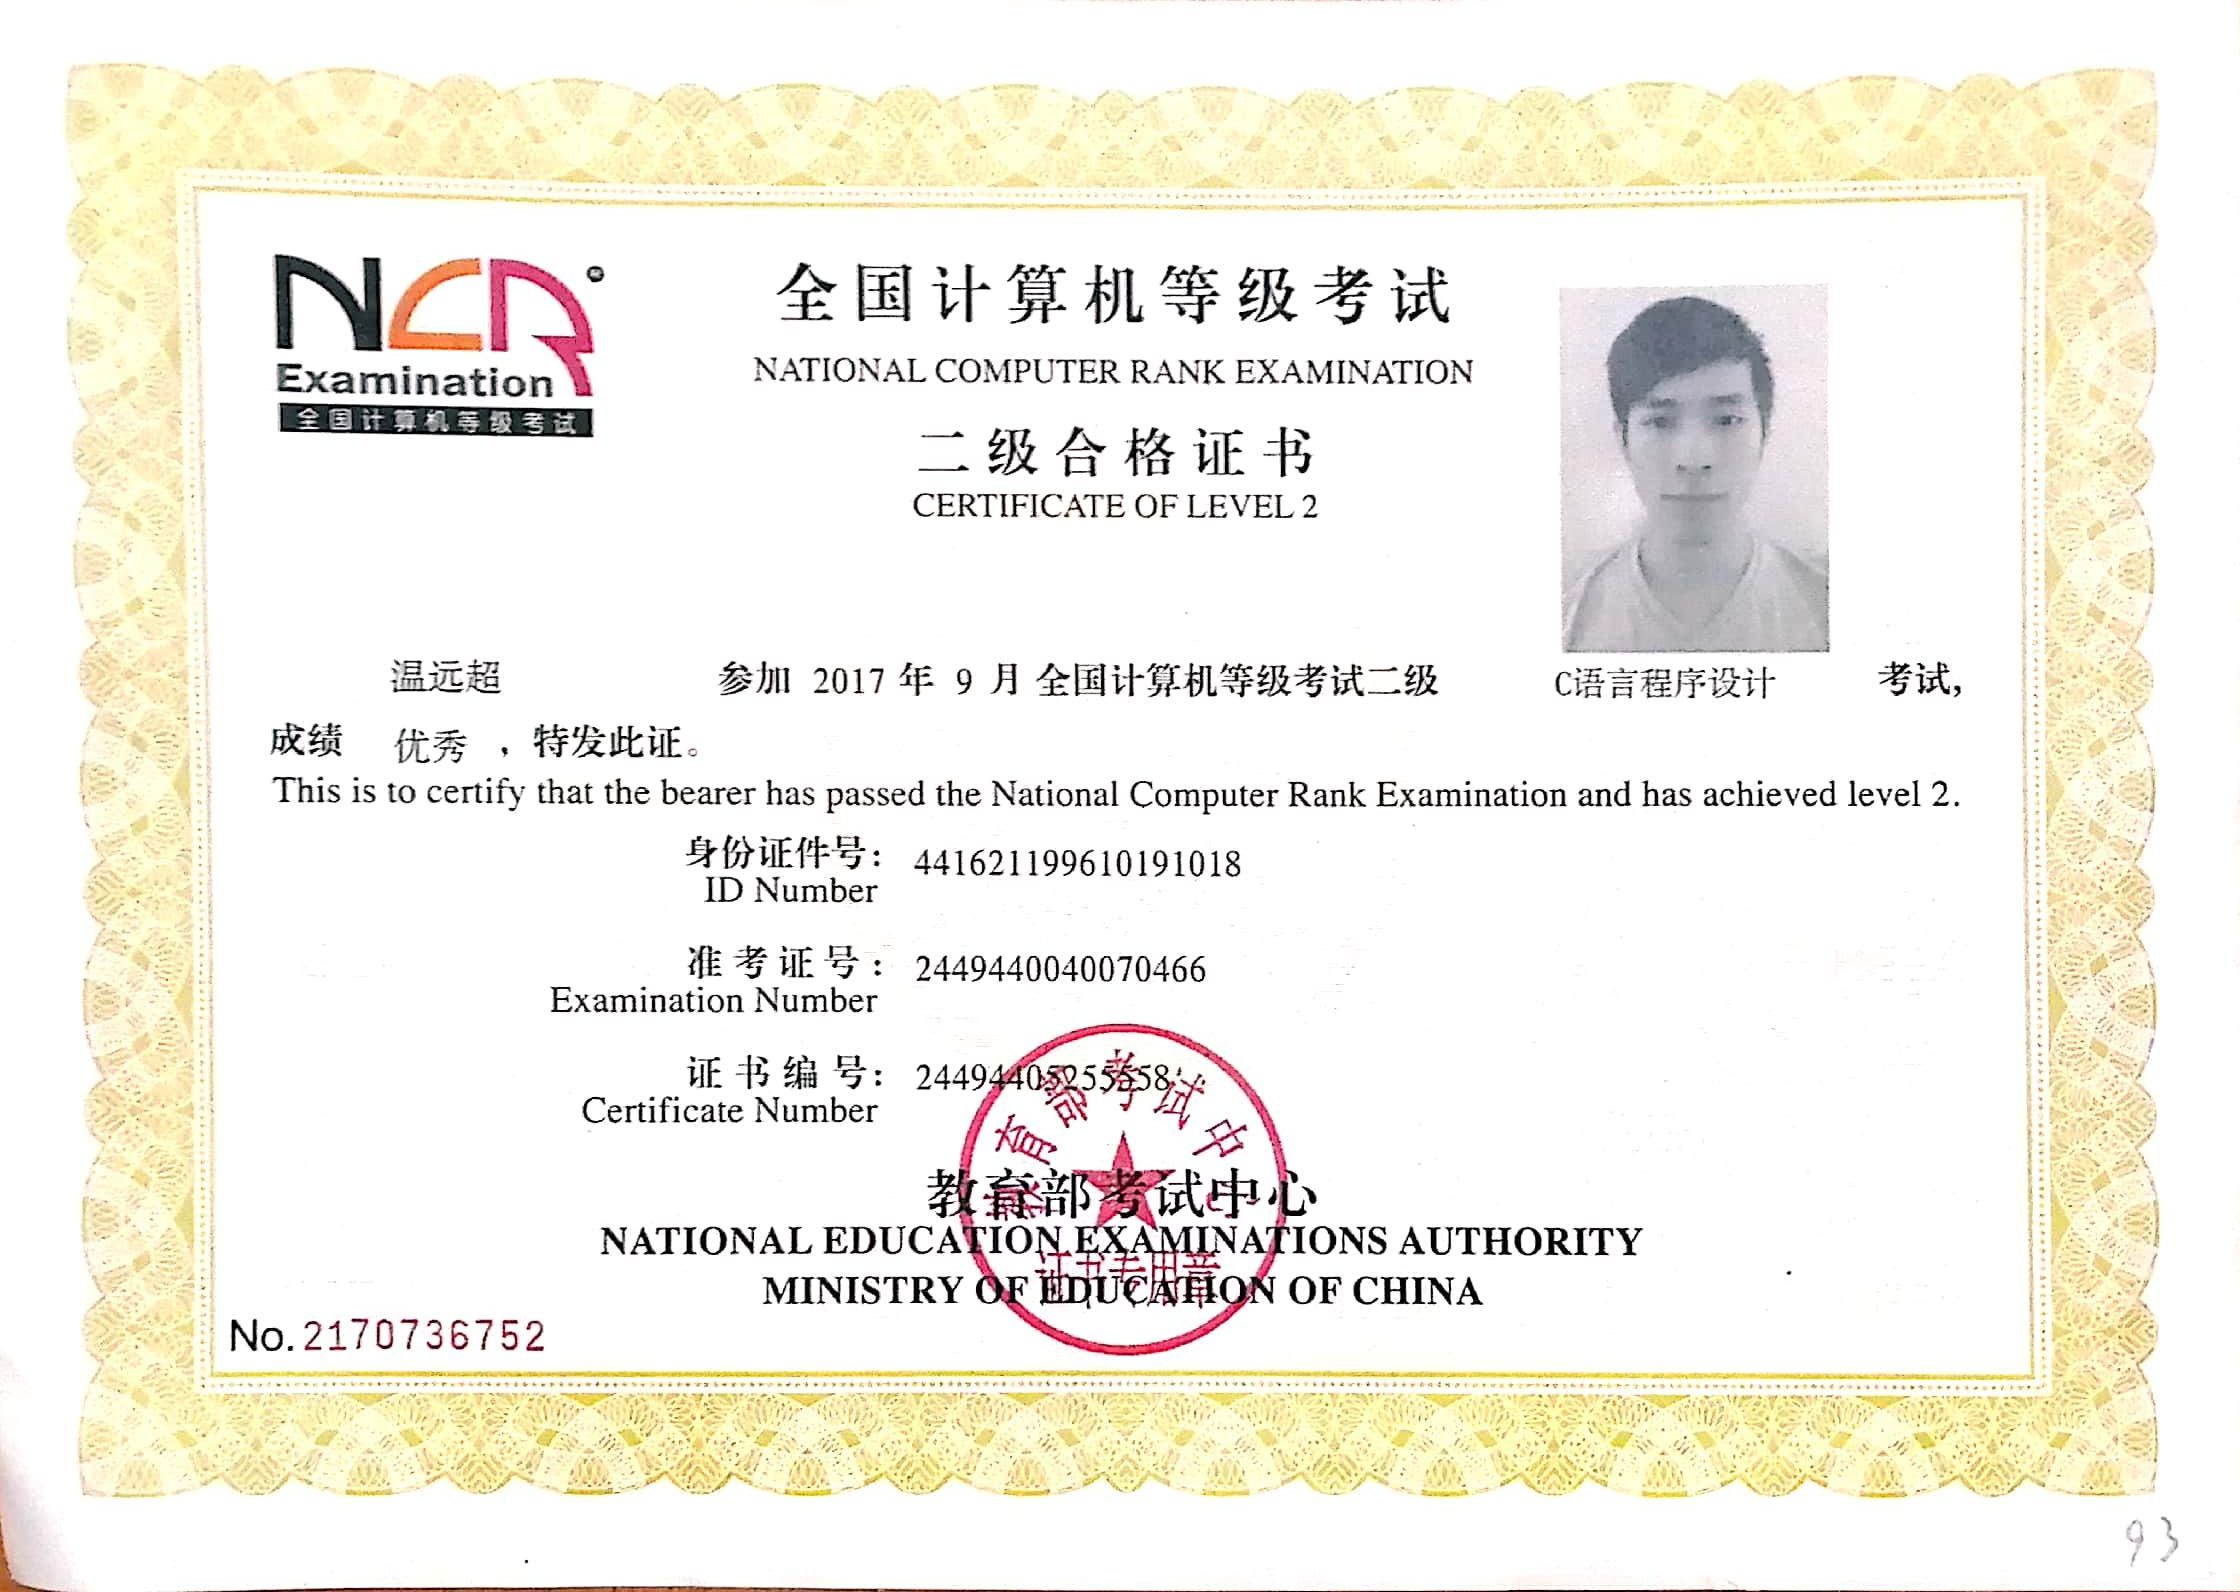 NCR
Examination
全国计算机等级考试
全国计算机等级考试
NATIONAL COMPUTER RANK EXAMINATION
二级合格证书
CERTIFICATE OF LEVEL 2
温远超 参加 2017 年 9 月 全国计算机等级考试二级 C语言程序设计 考试,
成绩 优秀 ，特发此证。
This is to certify that the bearer has passed the National Computer Rank Examination and has achieved level 2.
身份证件号： 441621199610191018
ID Number
准考证号： 2449440040070466
Examination Number
证书编号：
Certificate Number
教育部考试中心
教育部考试中心
NATIONAL EDUCATION EXAMINATIONS AUTHORITY
证书专用章
MINISTRY OF EDUCATION OF CHINA
No.2170736752
93